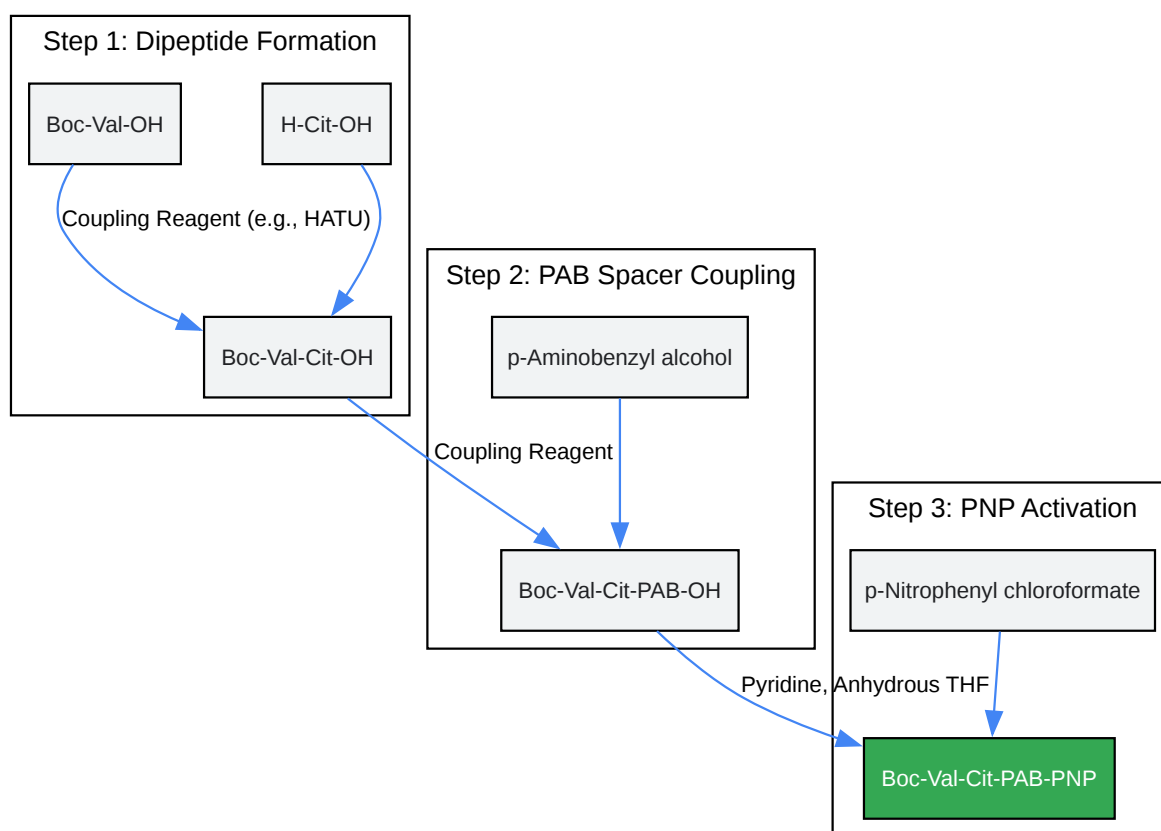 Step 1: Dipeptide Formation
Boc-Val-OH
H-Cit-OH
Coupling Reagent (e.g., HATU)
Boc-Val-Cit-OH
Step 2: PAB Spacer Coupling
p-Aminobenzyl alcohol
Coupling Reagent
Boc-Val-Cit-PAB-OH
Step 3: PNP Activation
p-Nitrophenyl chloroformate
Pyridine, Anhydrous THF
Boc-Val-Cit-PAB-PNP